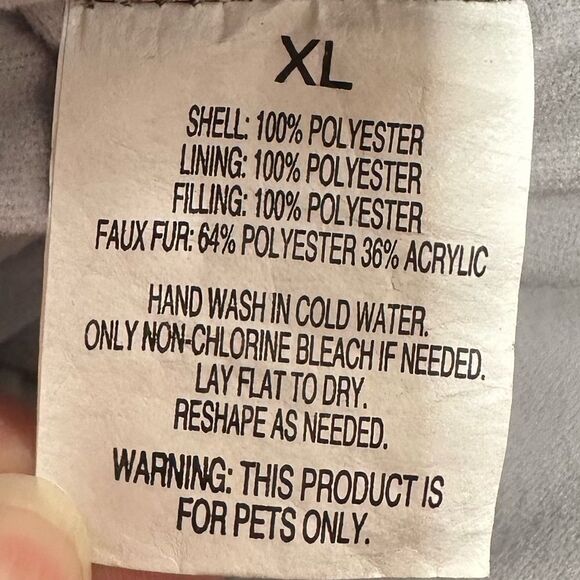 XL
SHELL: 100% POLYESTER
LINING: 100% POLYESTER
FILLING: 100% POLYESTER
FAUX FUR: 64% POLYESTER 36% ACRYLIC
HAND WASH IN COLD WATER.
ONLY NON-CHLORINE BLEACH IF NEEDED.
LAY FLAT TO DRY.
RESHAPE AS NEEDED.
WARNING: THIS PRODUCT IS
FOR PETS ONLY.